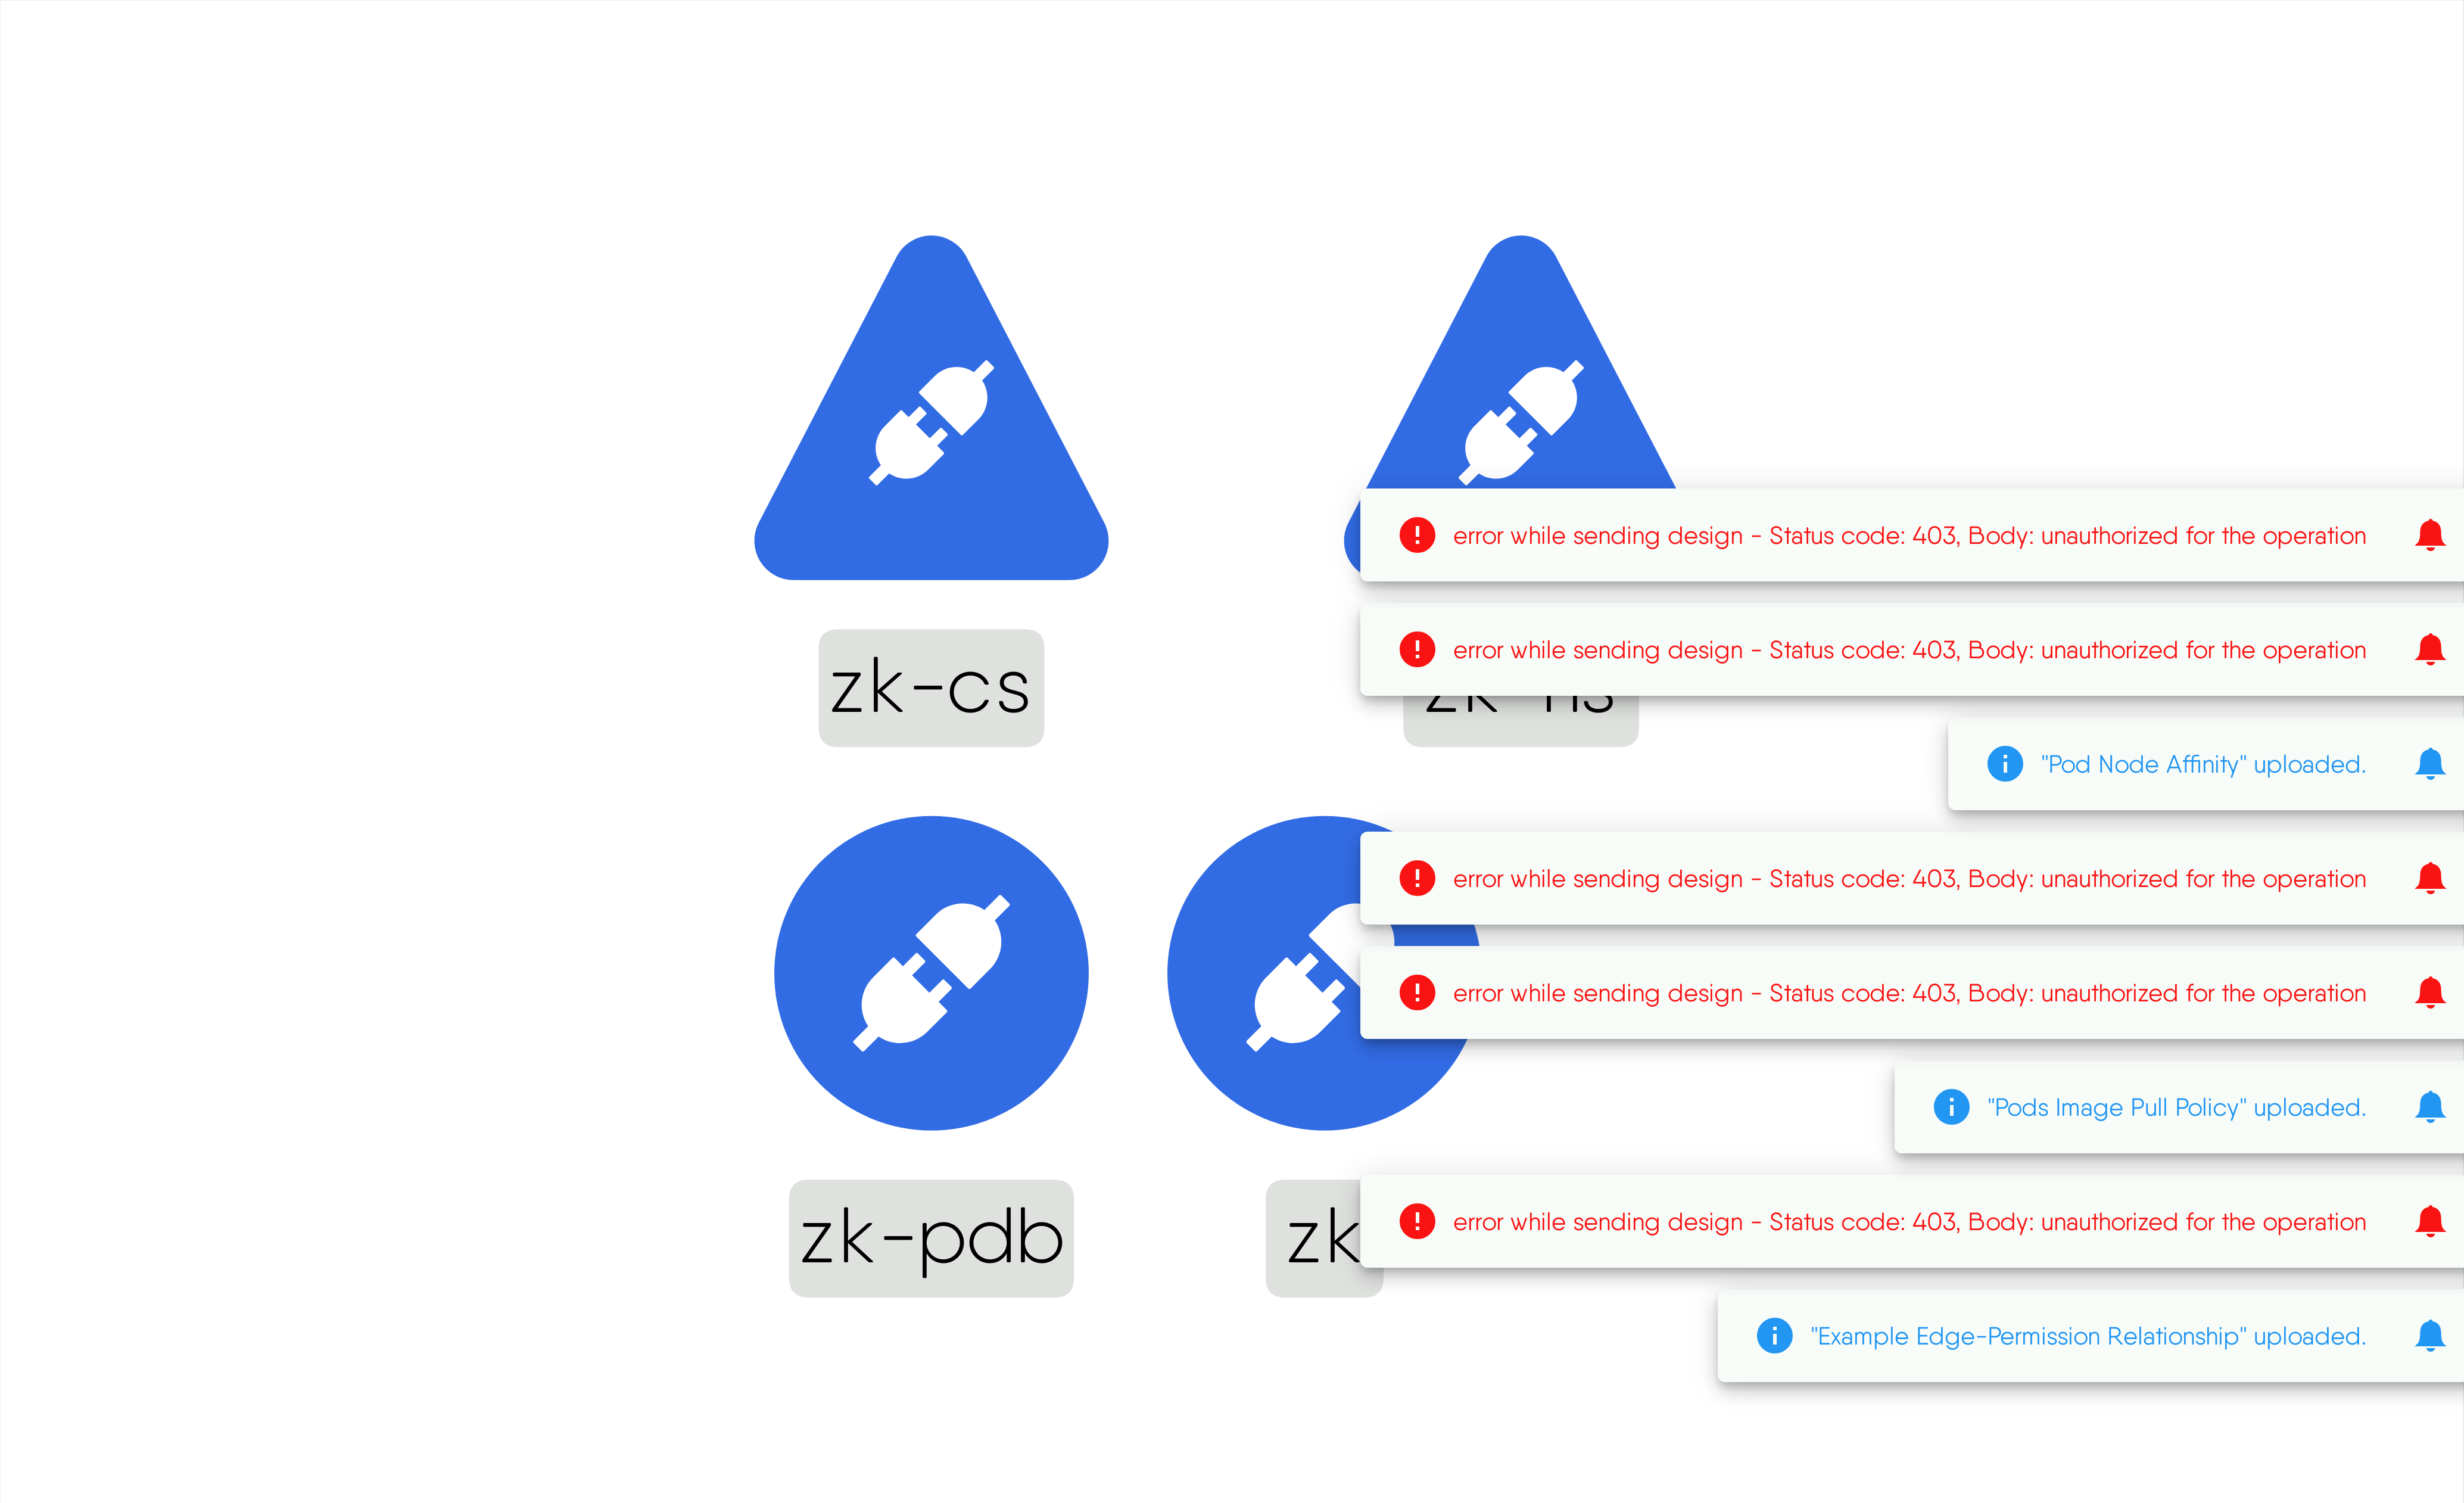 error while sending design - Status code: 403, Body: unauthorized for the operation
error while sending design - Status code: 403, Body: unauthorized for the operation
zk-cs
"Pod Node Affinity" uploaded.
error while sending design - Status code: 403, Body: unauthorized for the operation
error while sending design - Status code: 403, Body: unauthorized for the operation
"Pods Image Pull Policy" uploaded.
error while sending design - Status code: 403, Body: unauthorized for the operation
zk-pdb
zk
"Example Edge-Permission Relationship" uploaded.